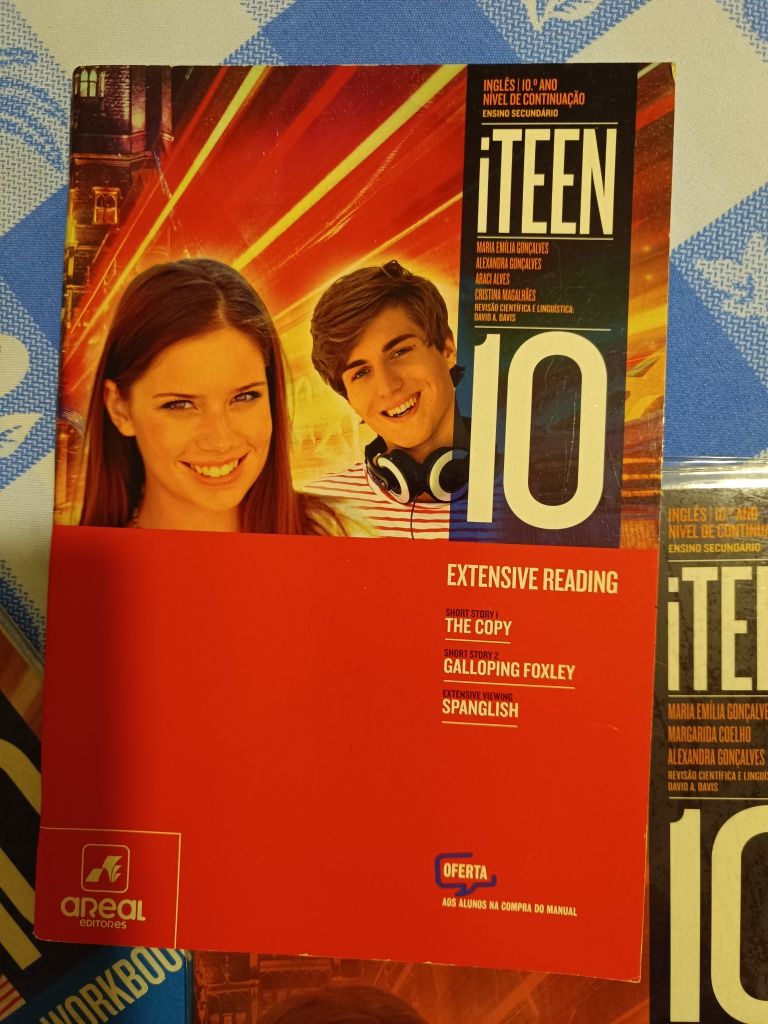 INGLÊS | 10.º ANO
NÍVEL DE CONTINUAÇÃO
ENSINO SECUNDÁRIO
iTEEN
MARIA EMÍLIA GONÇALVES
ALEXANDRA GONÇALVES
ARACI ALVES
CRISTINA MAGALHÃES
REVISÃO CIENTÍFICA E LINGUÍSTICA:
DAVID A. DAVIS
10
EXTENSIVE READING
SHORT STORY 1
THE COPY
SHORT STORY 2
GALLOPING FOXLEY
EXTENSIVE VIEWING
SPANGLISH
OFERTA
AOS ALUNOS NA COMPRA DO MANUAL
AREAL
EDITORES
INGLÊS | 10.º ANO
NÍVEL DE CONTINUA
ENSINO SECUNDÁRIO
iTE
MARIA EMÍLIA GONÇALVE
MARGARIDA COELHO
ALEXANDRA GONÇALVES
REVISÃO CIENTÍFICA E LINGUÍS
DAVID A. DAVIS
10
WORKBOO